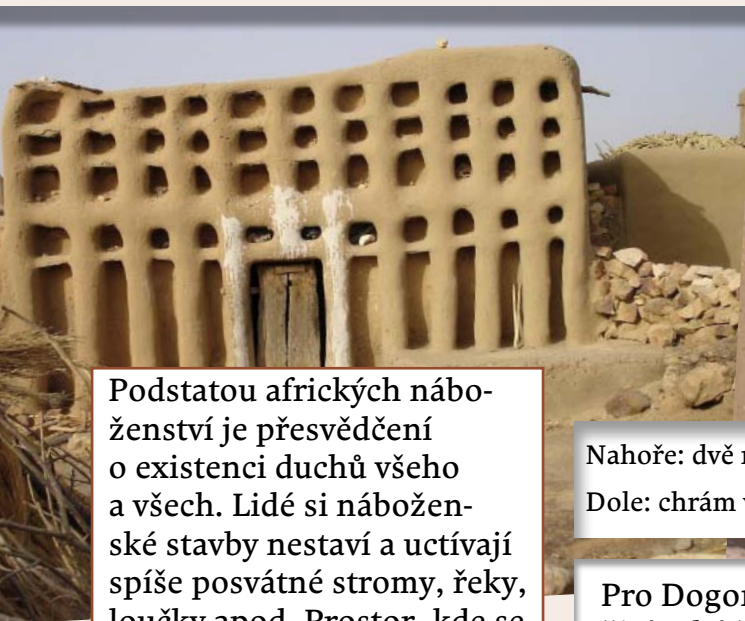 Podstatou afrických nábo-
ženství je přesvědčení
o existenci duchů všeho
a všech. Lidé si nábožen-
ské stavby nestaví a uctívají
spíše posvátné stromy, řeky,
loučky apod. Prostor, kde se
Nahoře: dvě
Dole: chrám
Pro Dogon